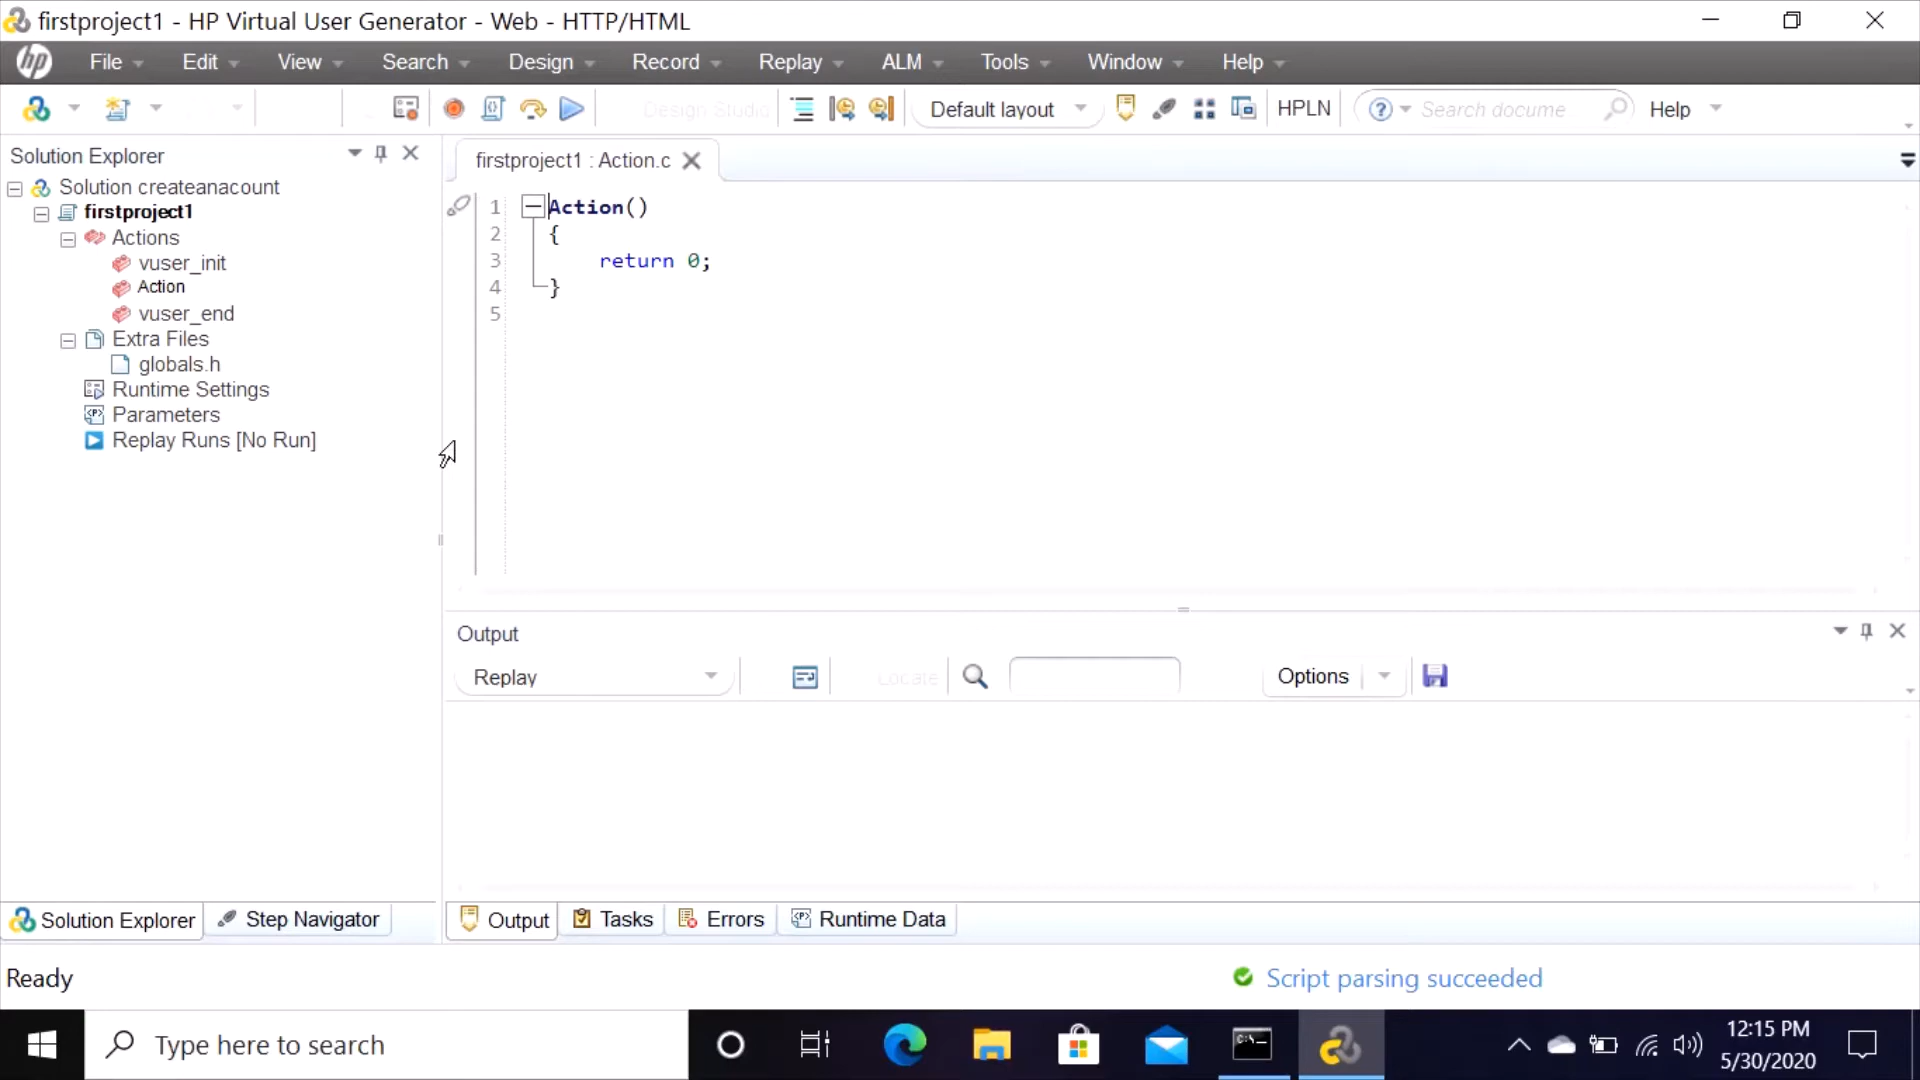 firstproject1 - HP Virtual User Generator - Web - HTTP/HTML
hp File Edit View Search Design Record Replay ALM Tools Window Help
Design Studio Default layout HPLN Search docume Help
Solution Explorer
Solution createanacount
firstproject1
Actions
vuser_init
Action
vuser_end
Extra Files
globals.h
Runtime Settings
Parameters
Replay Runs [No Run]
firstproject1 : Action.c
1 Action()
2 {
3 return 0;
4 }
5
Output
Replay Locate Options
Solution Explorer Step Navigator Output Tasks Errors Runtime Data
Ready Script parsing succeeded
Type here to search
C:\
12:15 PM
5/30/2020